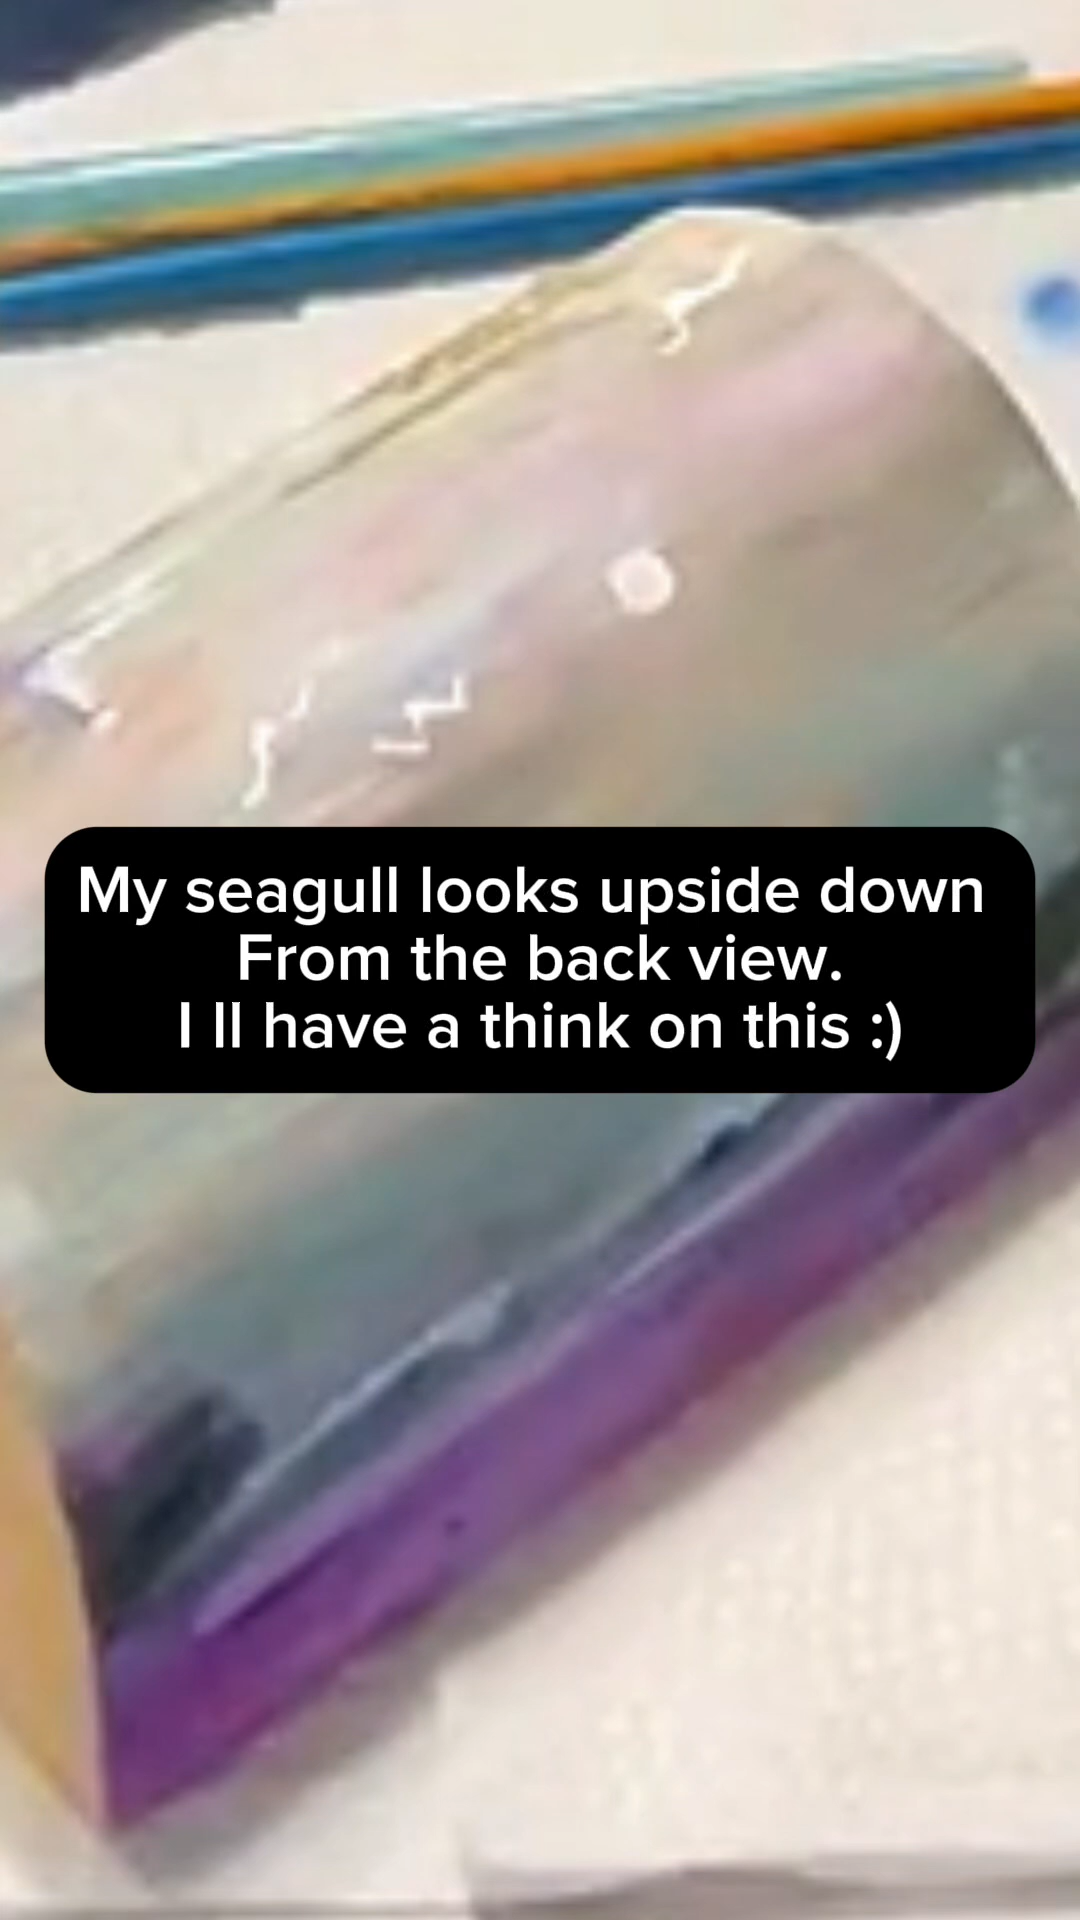 My seagull looks upside down
From the back view.
I ll have a think on this :)